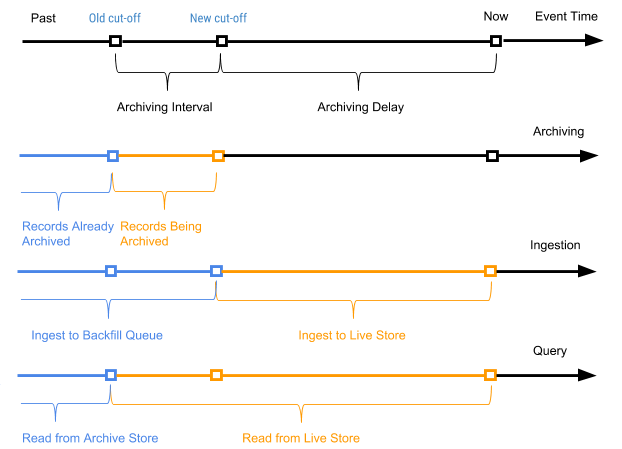 Past Old cut-off New cut-off Now Event Time
Archiving Interval Archiving Delay
Archiving
Records Already Records Being
Archived Archived
Ingestion
Ingest to Backfill Queue Ingest to Live Store
Query
Read from Archive Store Read from Live Store